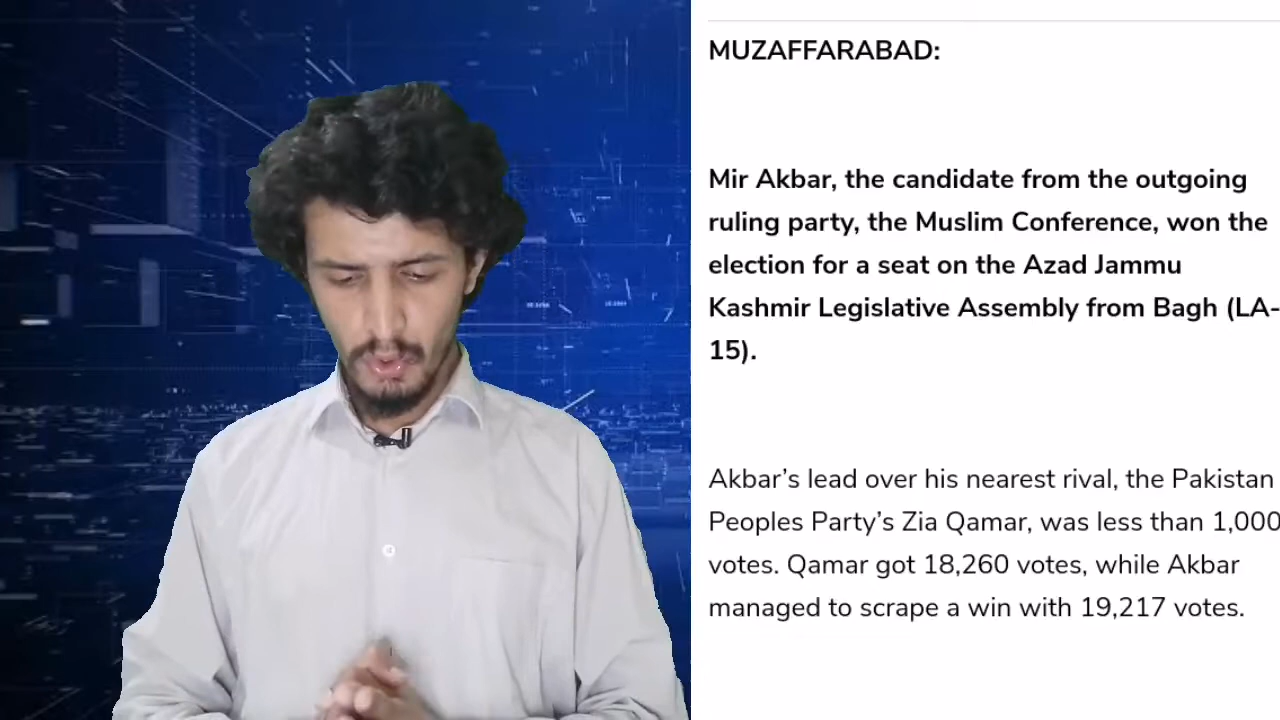 MUZAFFARABAD:
Mir Akbar, the candidate from the outgoing
ruling party, the Muslim Conference, won the
election for a seat on the Azad Jammu
Kashmir Legislative Assembly from Bagh (LA-
15).
Akbar’s lead over his nearest rival, the Pakistan
Peoples Party’s Zia Qamar, was less than 1,000
votes. Qamar got 18,260 votes, while Akbar
managed to scrape a win with 19,217 votes.